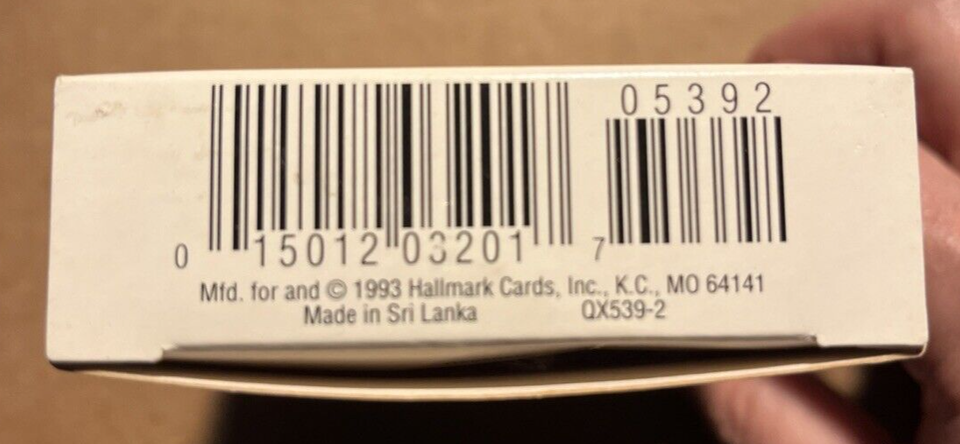 05392
0 15012 03201 7
Mfd. for and © 1993 Hallmark Cards, Inc., K.C., MO 64141
Made in Sri Lanka QX539-2